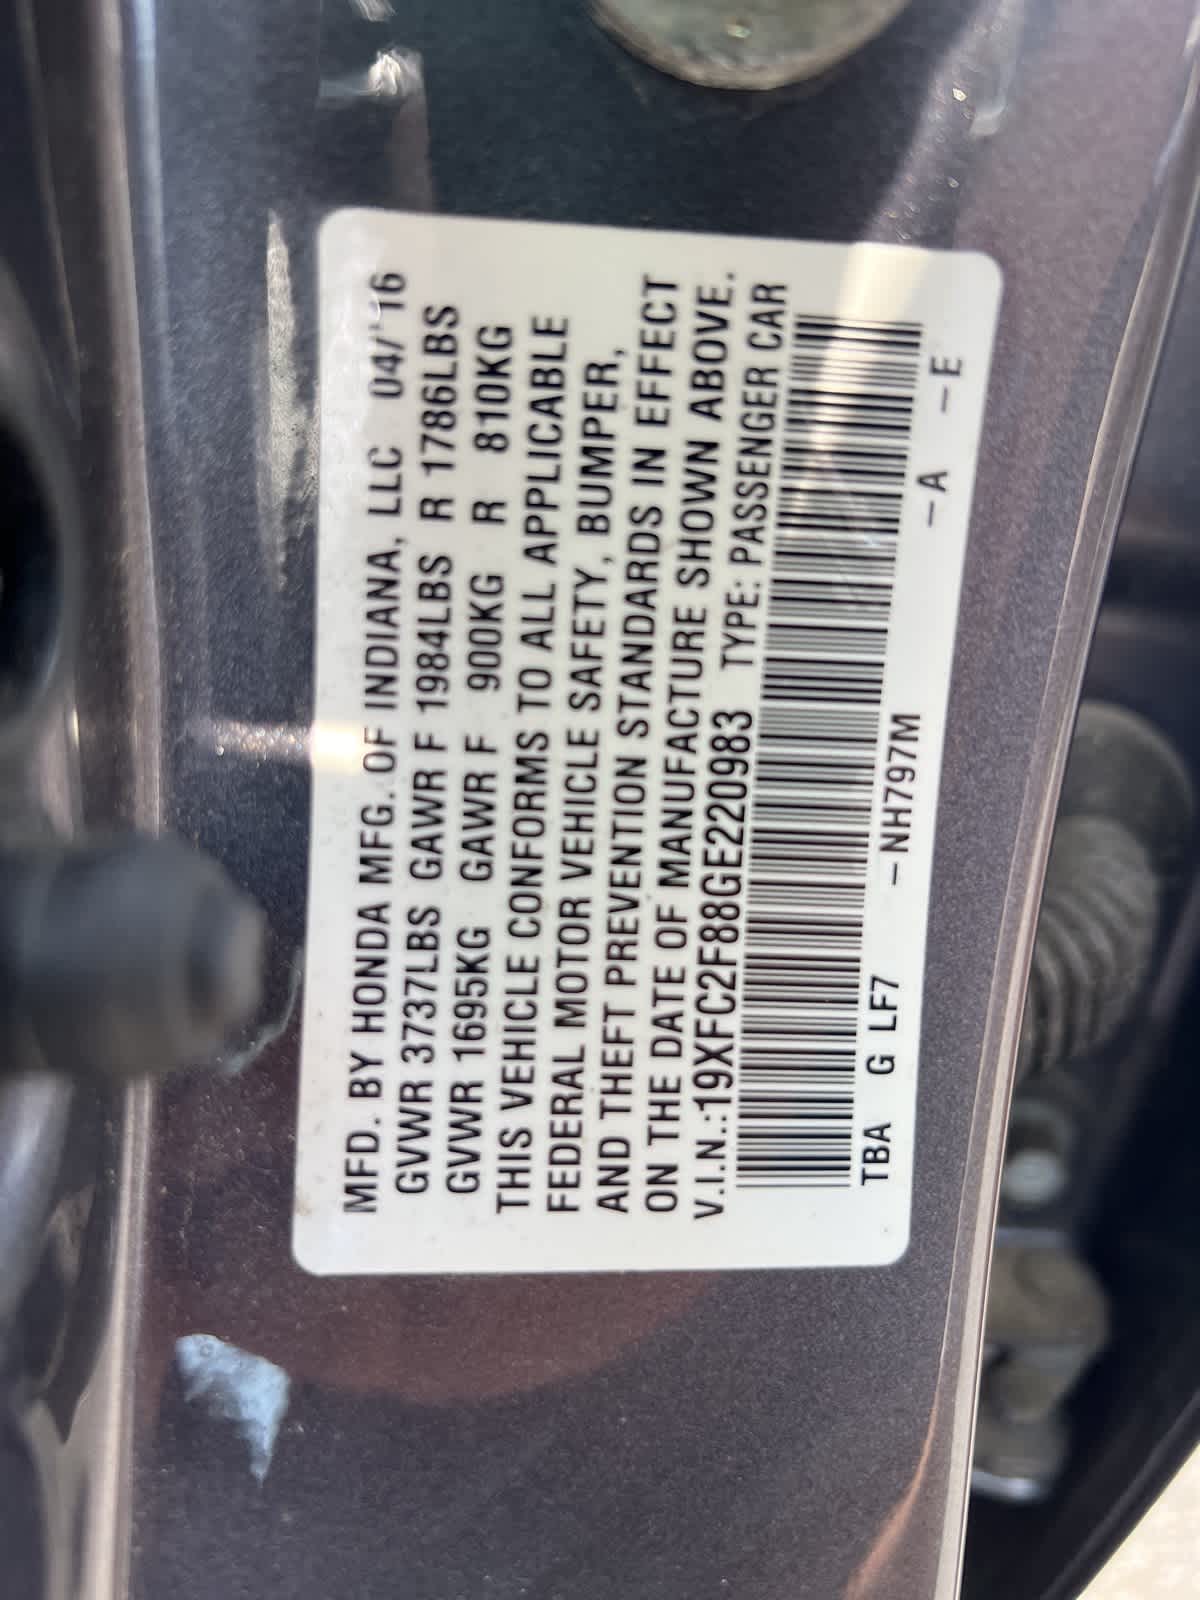 MFD. BY HONDA MFG. OF INDIANA, LLC 04/'16
GVWR 3737LBS GAWR F 1984LBS R 1786LBS
GVWR 1695KG GAWR F 900KG R 810KG
THIS VEHICLE CONFORMS TO ALL APPLICABLE
FEDERAL MOTOR VEHICLE SAFETY, BUMPER,
AND THEFT PREVENTION STANDARDS IN EFFECT
ON THE DATE OF MANUFACTURE SHOWN ABOVE.
V.I.N.:19XFC2F88GE220983 TYPE: PASSENGER CAR
TBA G LF7 -NH797M -A -E